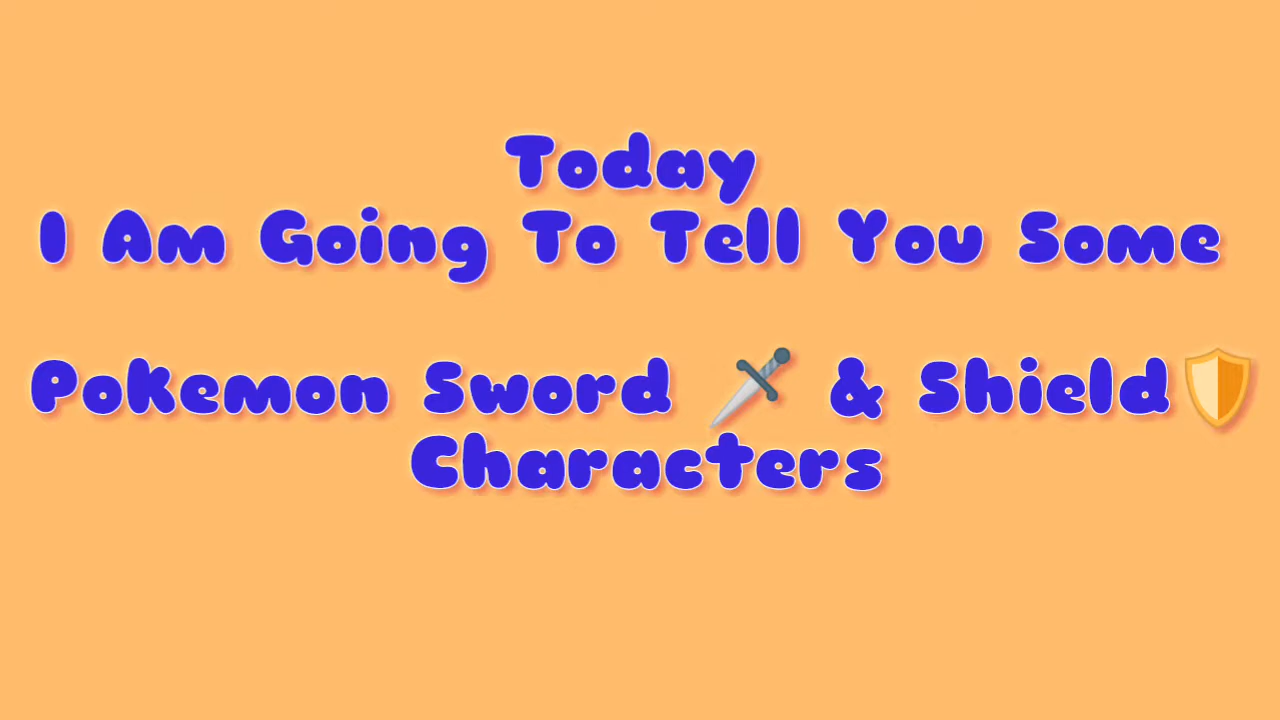 Today
I Am Going To Tell You Some
Pokemon Sword 🗡️ & Shield🛡️
Characters